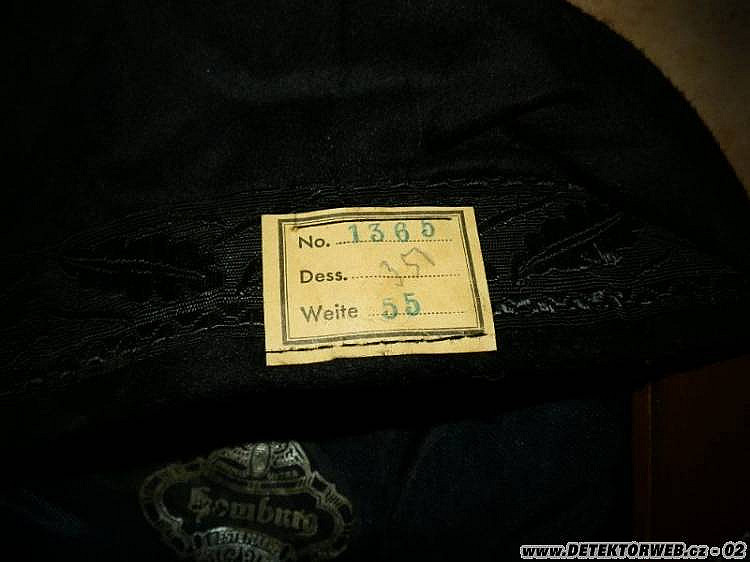 No. 1365
Dess. 35
Weite 55
Homburg
www.DETEKTORWEB.cz - 02